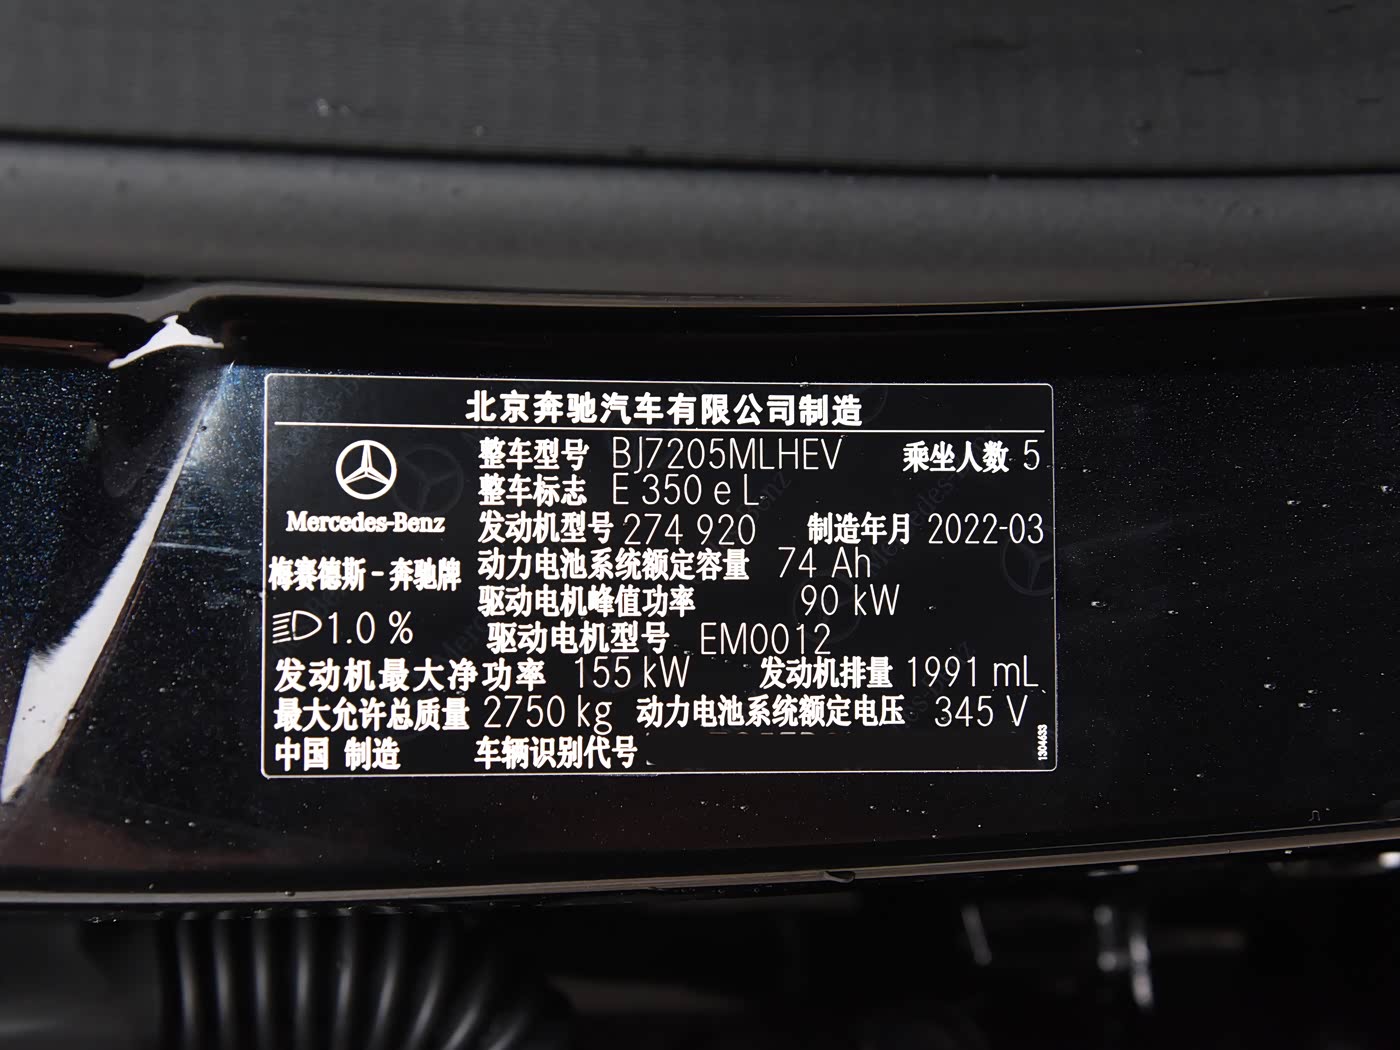 北京奔驰汽车有限公司制造
整车型号 BJ7205MLHEV 乘坐人数 5
整车标志 E 350 e L
Mercedes-Benz
发动机型号 274 920 制造年月 2022-03
梅赛德斯-奔驰牌 动力电池系统额定容量 74 Ah
驱动电机峰值功率 90 kW
1.0 % 驱动电机型号 EM0012
发动机最大净功率 155 kW 发动机排量 1991 mL
最大允许总质量 2750 kg 动力电池系统额定电压 345 V
中国 制造 车辆识别代号
1304633